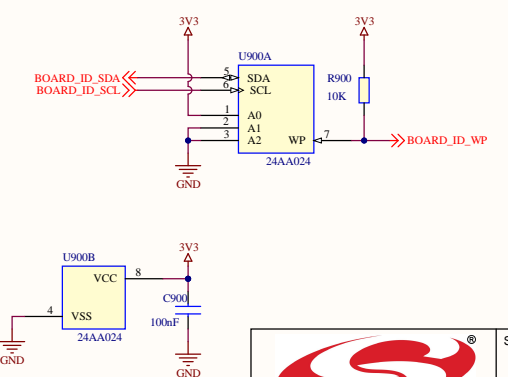 3V3
3V3
U900A
BOARD_ID_SDA
5
SDA
BOARD_ID_SCL
6
SCL
R900
10K
1
A0
2
A1
3
A2
WP
7
BOARD_ID_WP
24AA024
GND
U900B
3V3
VCC
8
C900
4
VSS
100nF
24AA024
GND
GND
®
S